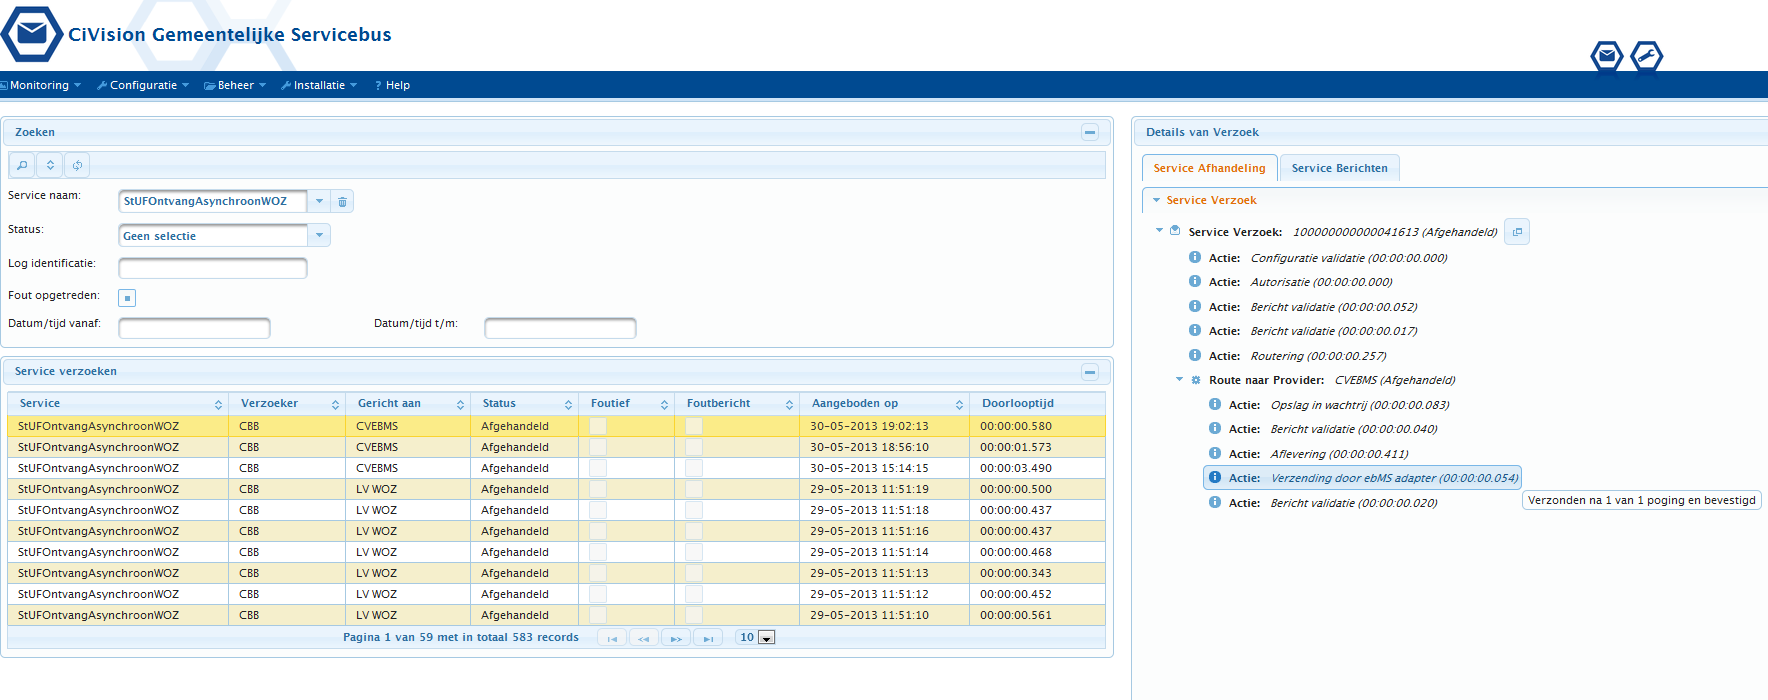 CiVision Gemeentelijke Servicebus
Monitoring Configuratie Beheer Installatie ? Help
Zoeken
Service naam: StUFOntvangAsynchroonWOZ
Status: Geen selectie
Log identificatie:
Fout opgetreden:
Datum/tijd vanaf: Datum/tijd t/m:
Service verzoeken
Service Verzoeker Gericht aan Status Foutief Foutbericht Aangeboden op Doorlooptijd
StUFOntvangAsynchroonWOZ CBB CVEBMS Afgehandeld 30-05-2013 19:02:13 00:00:00.580
StUFOntvangAsynchroonWOZ CBB CVEBMS Afgehandeld 30-05-2013 18:56:10 00:00:01.573
StUFOntvangAsynchroonWOZ CBB CVEBMS Afgehandeld 30-05-2013 15:14:15 00:00:03.490
StUFOntvangAsynchroonWOZ CBB LV WOZ Afgehandeld 29-05-2013 11:51:19 00:00:00.500
StUFOntvangAsynchroonWOZ CBB LV WOZ Afgehandeld 29-05-2013 11:51:18 00:00:00.437
StUFOntvangAsynchroonWOZ CBB LV WOZ Afgehandeld 29-05-2013 11:51:16 00:00:00.437
StUFOntvangAsynchroonWOZ CBB LV WOZ Afgehandeld 29-05-2013 11:51:14 00:00:00.468
StUFOntvangAsynchroonWOZ CBB LV WOZ Afgehandeld 29-05-2013 11:51:13 00:00:00.343
StUFOntvangAsynchroonWOZ CBB LV WOZ Afgehandeld 29-05-2013 11:51:12 00:00:00.452
StUFOntvangAsynchroonWOZ CBB LV WOZ Afgehandeld 29-05-2013 11:51:10 00:00:00.561
Pagina 1 van 59 met in totaal 583 records 10
Details van Verzoek
Service Afhandeling Service Berichten
Service Verzoek
Service Verzoek: 100000000000041613 (Afgehandeld)
Actie: Configuratie validatie (00:00:00.000)
Actie: Autorisatie (00:00:00.000)
Actie: Bericht validatie (00:00:00.052)
Actie: Bericht validatie (00:00:00.017)
Actie: Routering (00:00:00.257)
Route naar Provider: CVEBMS (Afgehandeld)
Actie: Opslag in wachtrij (00:00:00.083)
Actie: Bericht validatie (00:00:00.040)
Actie: Aflevering (00:00:00.411)
Actie: Verzending door ebMS adapter (00:00:00.054)
Verzonden na 1 van 1 poging en bevestigd
Actie: Bericht validatie (00:00:00.020)